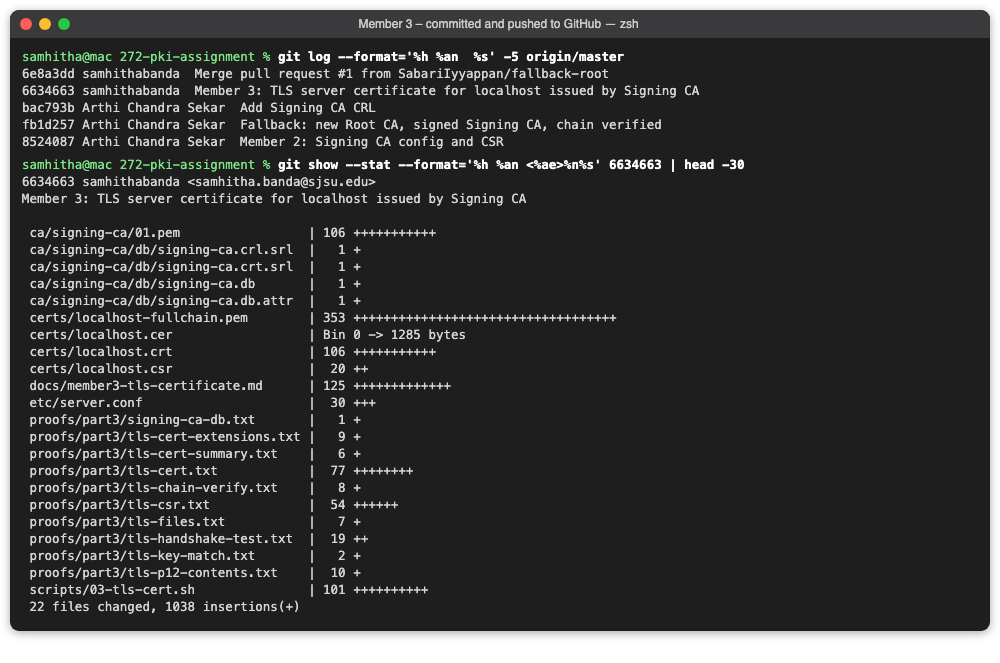 Member 3 – committed and pushed to GitHub — zsh
samhitha@mac 272-pki-assignment % git log --format='%h %an  %s' -5 origin/master
6e8a3dd samhithabanda  Merge pull request #1 from SabariIyyappan/fallback-root
6634663 samhithabanda  Member 3: TLS server certificate for localhost issued by Signing CA
bac793b Arthi Chandra Sekar  Add Signing CA CRL
fb1d257 Arthi Chandra Sekar  Fallback: new Root CA, signed Signing CA, chain verified
8524087 Arthi Chandra Sekar  Member 2: Signing CA config and CSR
samhitha@mac 272-pki-assignment % git show --stat --format='%h %an <%ae>%n%s' 6634663 | head -30
6634663 samhithabanda <samhitha.banda@sjsu.edu>
Member 3: TLS server certificate for localhost issued by Signing CA
ca/signing-ca/01.pem                 | 106 +++++++++++
ca/signing-ca/db/signing-ca.crl.srl  |   1 +
ca/signing-ca/db/signing-ca.crt.srl  |   1 +
ca/signing-ca/db/signing-ca.db       |   1 +
ca/signing-ca/db/signing-ca.db.attr  |   1 +
certs/localhost-fullchain.pem        | 353 +++++++++++++++++++++++++++++++++++
certs/localhost.cer                  | Bin 0 -> 1285 bytes
certs/localhost.crt                  | 106 +++++++++++
certs/localhost.csr                  |  20 ++
docs/member3-tls-certificate.md      | 125 +++++++++++++
etc/server.conf                      |  30 +++
proofs/part3/signing-ca-db.txt       |   1 +
proofs/part3/tls-cert-extensions.txt |   9 +
proofs/part3/tls-cert-summary.txt    |   6 +
proofs/part3/tls-cert.txt            |  77 ++++++++
proofs/part3/tls-chain-verify.txt    |   8 +
proofs/part3/tls-csr.txt             |  54 ++++++
proofs/part3/tls-files.txt           |   7 +
proofs/part3/tls-handshake-test.txt  |  19 ++
proofs/part3/tls-key-match.txt       |   2 +
proofs/part3/tls-p12-contents.txt    |  10 +
scripts/03-tls-cert.sh               | 101 ++++++++++
22 files changed, 1038 insertions(+)